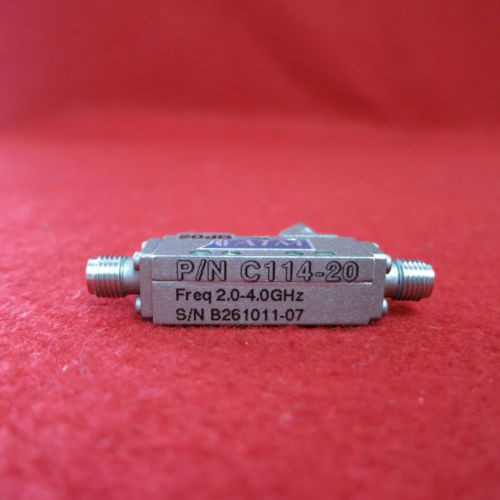 20dB
ATM
P/N C114-20
Freq 2.0-4.0GHz
S/N B261011-07